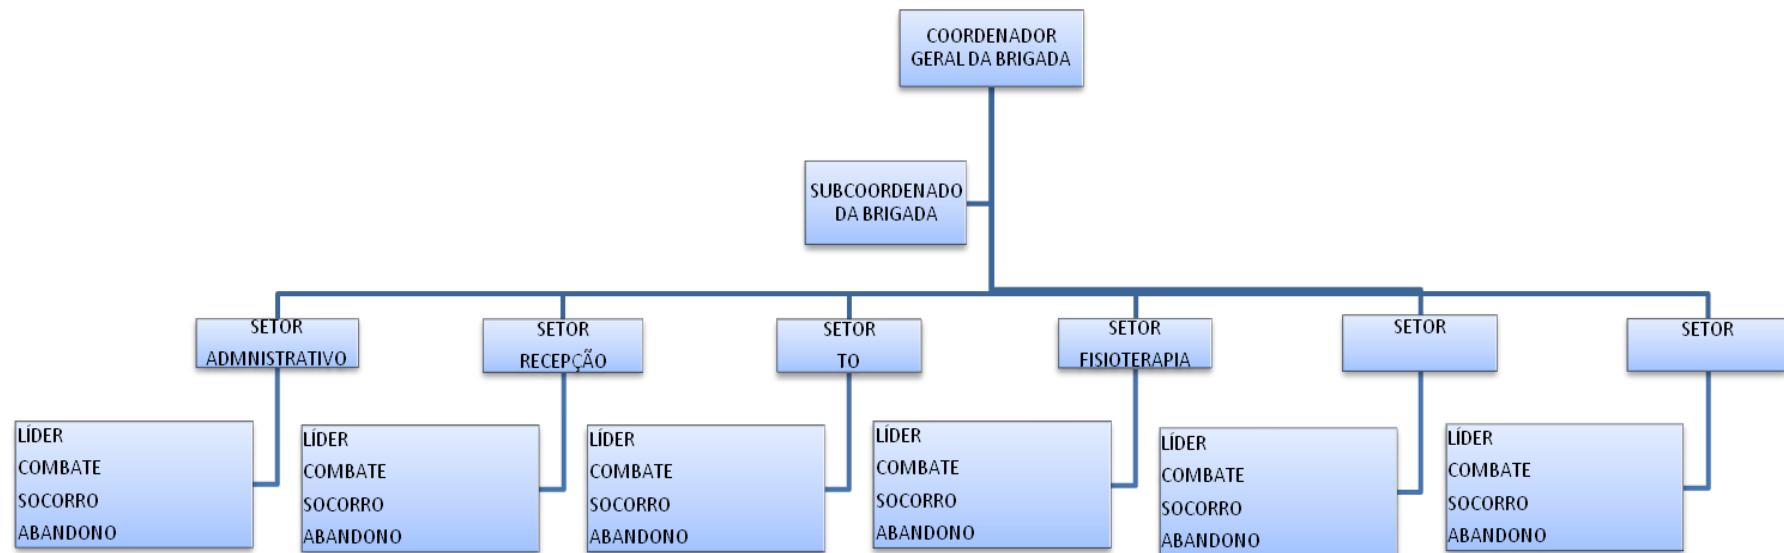 COORDENADOR
GERAL DA BRIGADA
SUBCOORDENADO
DA BRIGADA
SETOR
ADMNISTRATIVO
SETOR
RECEPÇÃO
SETOR
TO
SETOR
FISIOTERAPIA
SETOR
SETOR
LÍDER
COMBATE
SOCORRO
ABANDONO
LÍDER
COMBATE
SOCORRO
ABANDONO
LÍDER
COMBATE
SOCORRO
ABANDONO
LÍDER
COMBATE
SOCORRO
ABANDONO
LÍDER
COMBATE
SOCORRO
ABANDONO
LÍDER
COMBATE
SOCORRO
ABANDONO